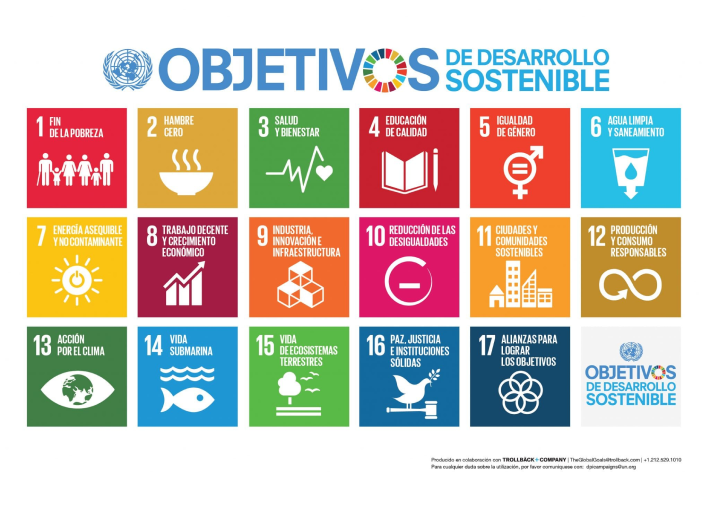 OBJETIVOS DE DESARROLLO
SOSTENIBLE
1 FIN
DE LA POBREZA
2 HAMBRE
CERO
3 SALUD
Y BIENESTAR
4 EDUCACIÓN
DE CALIDAD
5 IGUALDAD
DE GÉNERO
6 AGUA LIMPIA
Y SANEAMIENTO
7 ENERGÍA ASEQUIBLE
Y NO CONTAMINANTE
8 TRABAJO DECENTE
Y CRECIMIENTO
ECONÓMICO
9 INDUSTRIA,
INNOVACIÓN E
INFRAESTRUCTURA
10 REDUCCIÓN DE LAS
DESIGUALDADES
11 CIUDADES Y
COMUNIDADES
SOSTENIBLES
12 PRODUCCIÓN
Y CONSUMO
RESPONSABLES
13 ACCIÓN
POR EL CLIMA
14 VIDA
SUBMARINA
15 VIDA
DE ECOSISTEMAS
TERRESTRES
16 PAZ, JUSTICIA
E INSTITUCIONES
SÓLIDAS
17 ALIANZAS PARA
LOGRAR
LOS OBJETIVOS
OBJETIVOS
DE DESARROLLO
SOSTENIBLE
Producido en colaboración con TROLLBÄCK+COMPANY | TheGlobalGoals@trollback.com | +1.212.529.1010
Para cualquier duda sobre la utilización, por favor comuníquese con: dpicampaigns@un.org